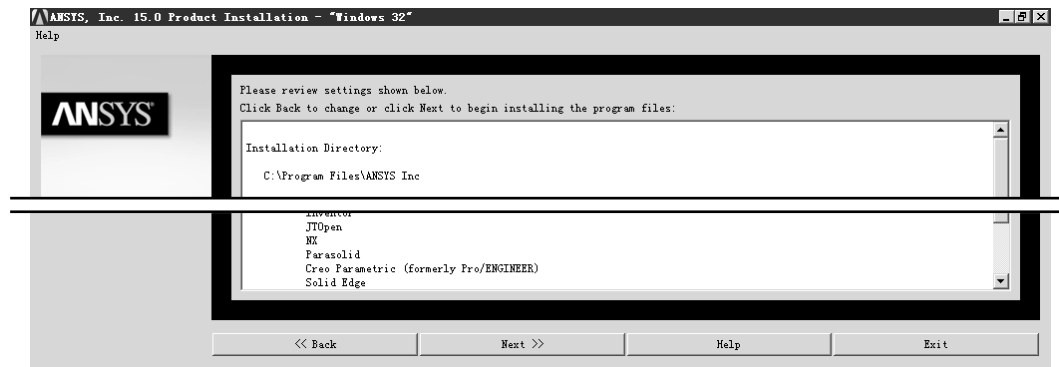 ANSYS, Inc. 15.0 Product Installation - "Windows 32"
Help
ANSYS
Please review settings shown below.
Click Back to change or click Next to begin installing the program files:
Installation Directory:
C:\Program Files\ANSYS Inc
Inventor
JTOpen
NX
Parasolid
Creo Parametric (formerly Pro/ENGINEER)
Solid Edge
<< Back
Next >>
Help
Exit